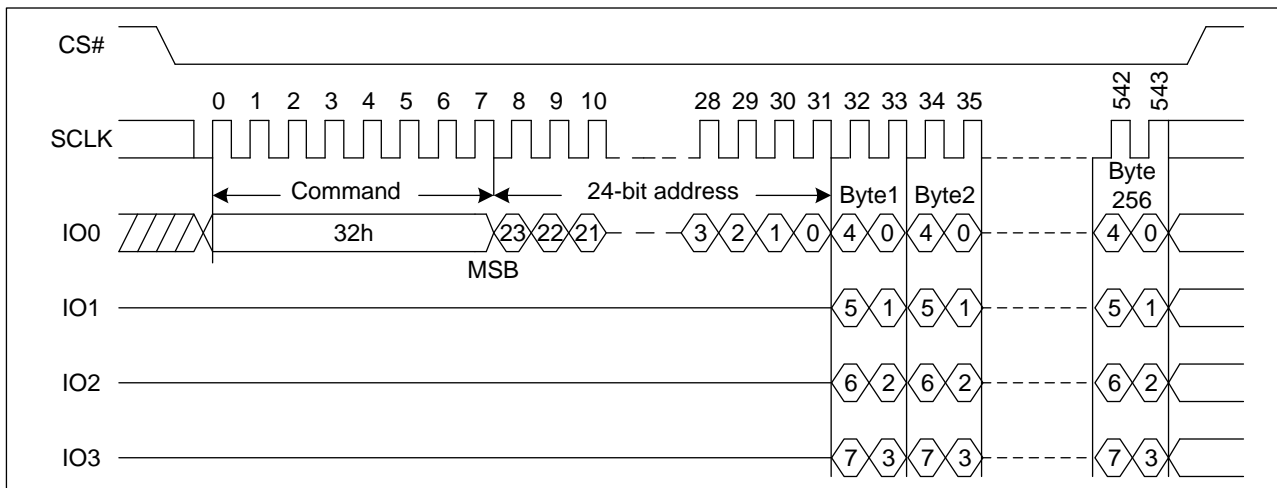 CS#
542
543
0 1 2 3 4 5 6 7 8 9 10 28 29 30 31 32 33 34 35
SCLK
Command 24-bit address Byte1 Byte2 Byte
256
IO0 32h 23 22 21 3 2 1 0 4 0 4 0 4 0
MSB
IO1 5 1 5 1 5 1
IO2 6 2 6 2 6 2
IO3 7 3 7 3 7 3